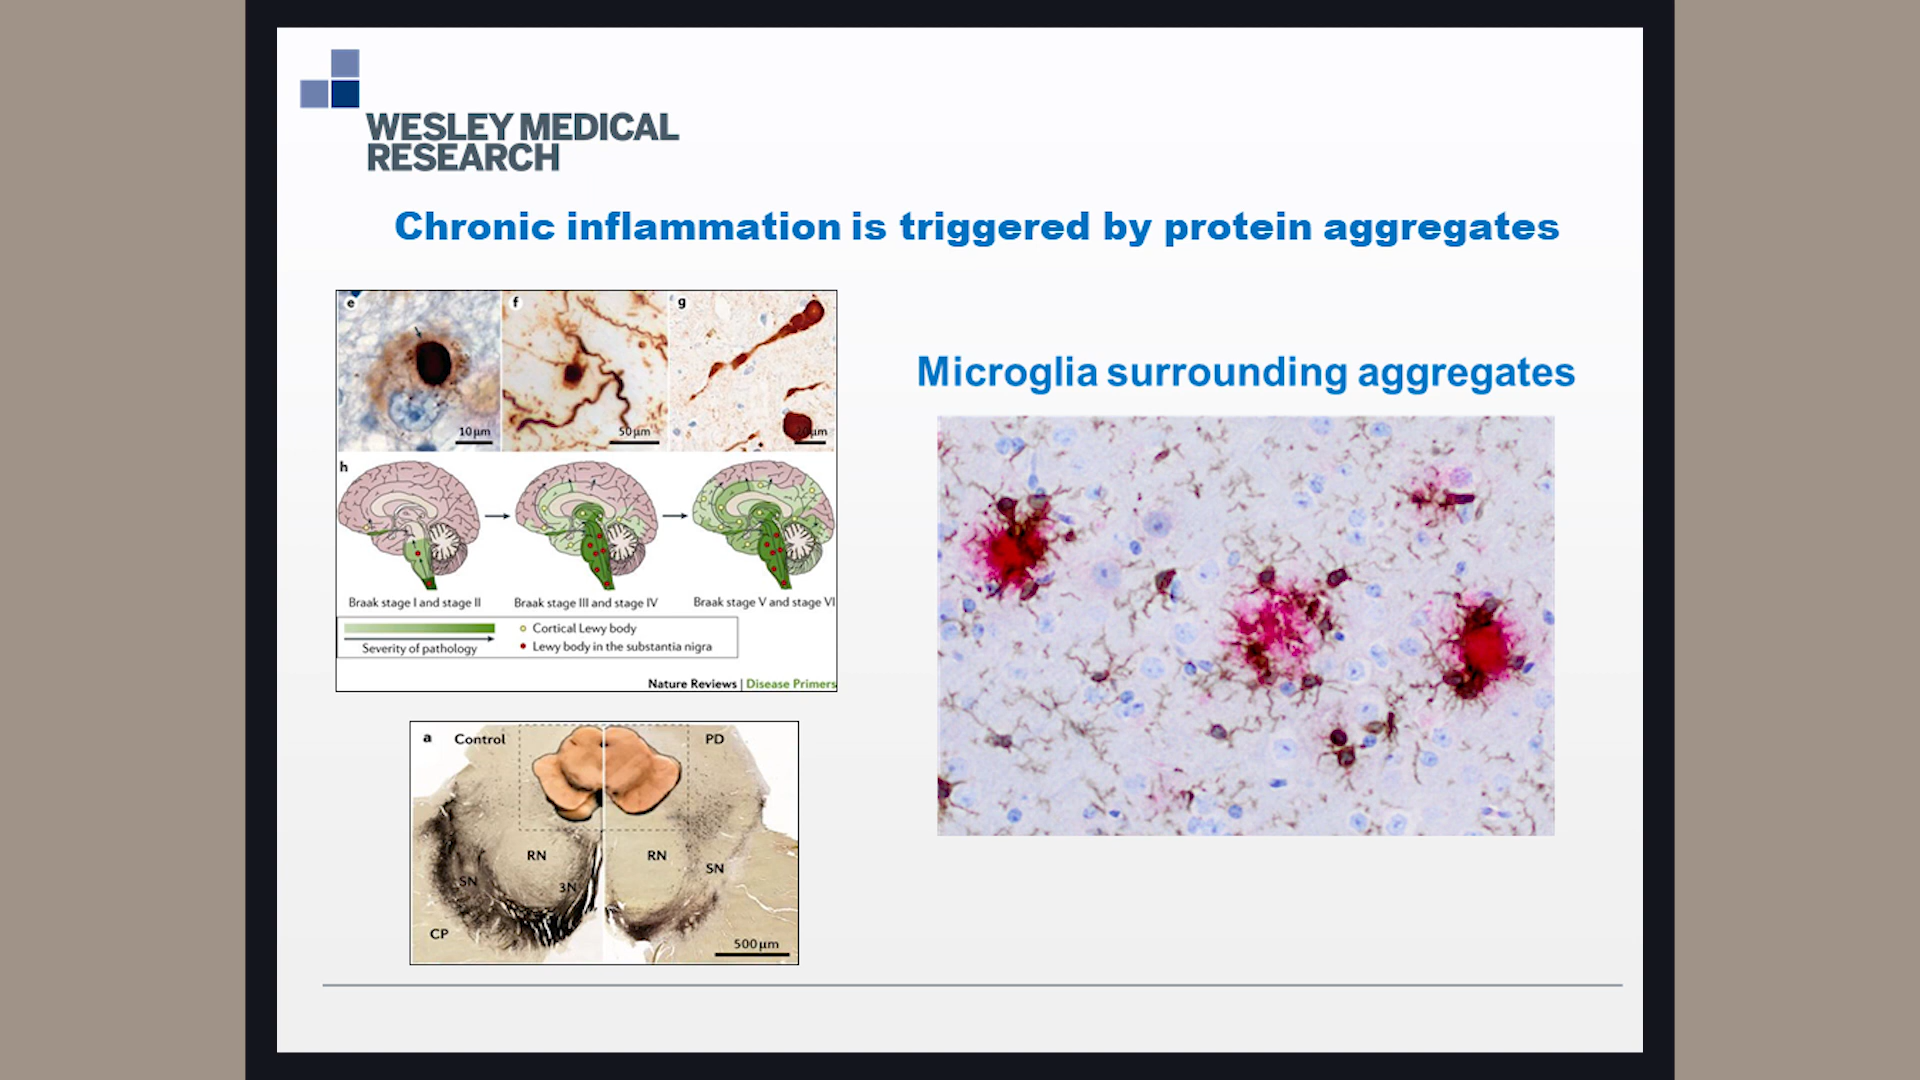 WESLEY MEDICAL
RESEARCH
Chronic inflammation is triggered by protein aggregates
e
f
g
10 µm
50 µm
20 µm
h
Braak stage I and stage II
Braak stage III and stage IV
Braak stage V and stage VI
Severity of pathology
Cortical Lewy body
Lewy body in the substantia nigra
Nature Reviews | Disease Primers
a
Control
PD
RN
RN
SN
SN
3N
CP
500 µm
Microglia surrounding aggregates